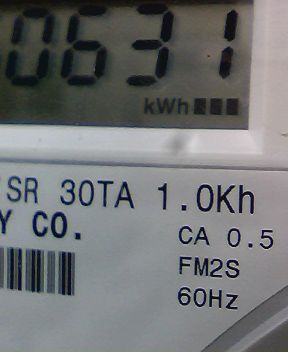 0631
kWh
SR 30TA 1.0Kh
Y CO.
CA 0.5
FM2S
60Hz